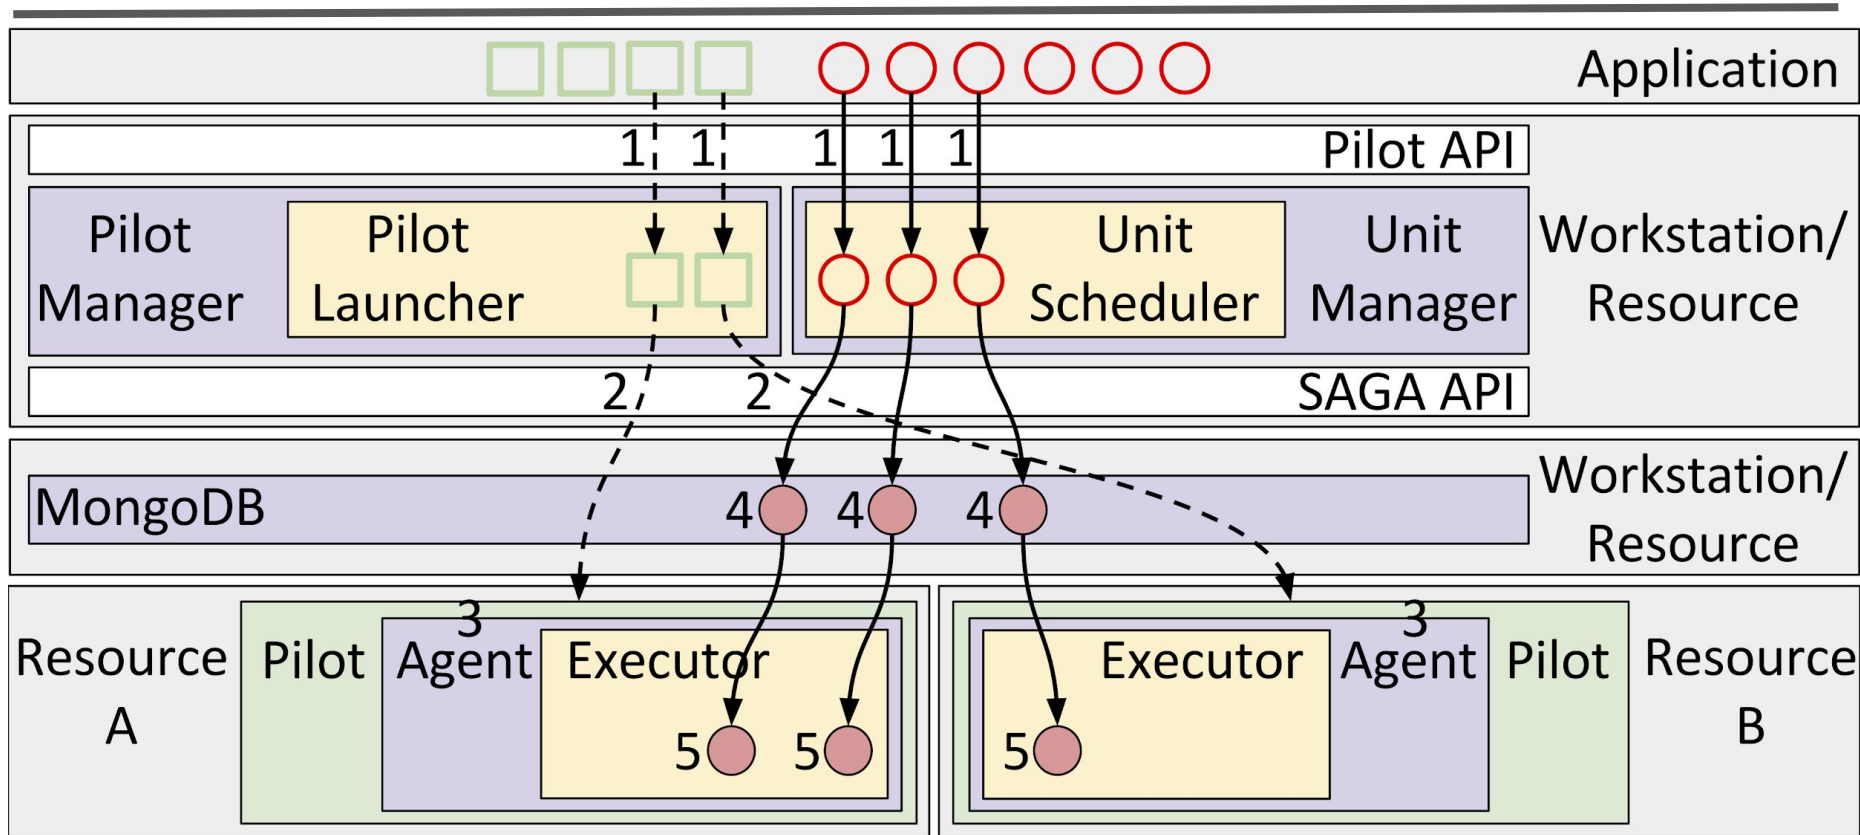 Application
1 1 1 1 1 Pilot API
Pilot Manager
Pilot Launcher
Unit Scheduler
Unit Manager
Workstation/
Resource
2 2 SAGA API
MongoDB 4 4 4
Workstation/
Resource
Resource A
Pilot
3
Agent
Executor
5 5
Executor
3
Agent
Pilot
Resource B
5